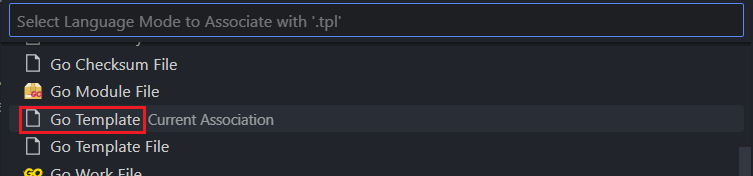 Select Language Mode to Associate with '.tpl'
Go Checksum File
Go Module File
Go Template Current Association
Go Template File
Go Work File